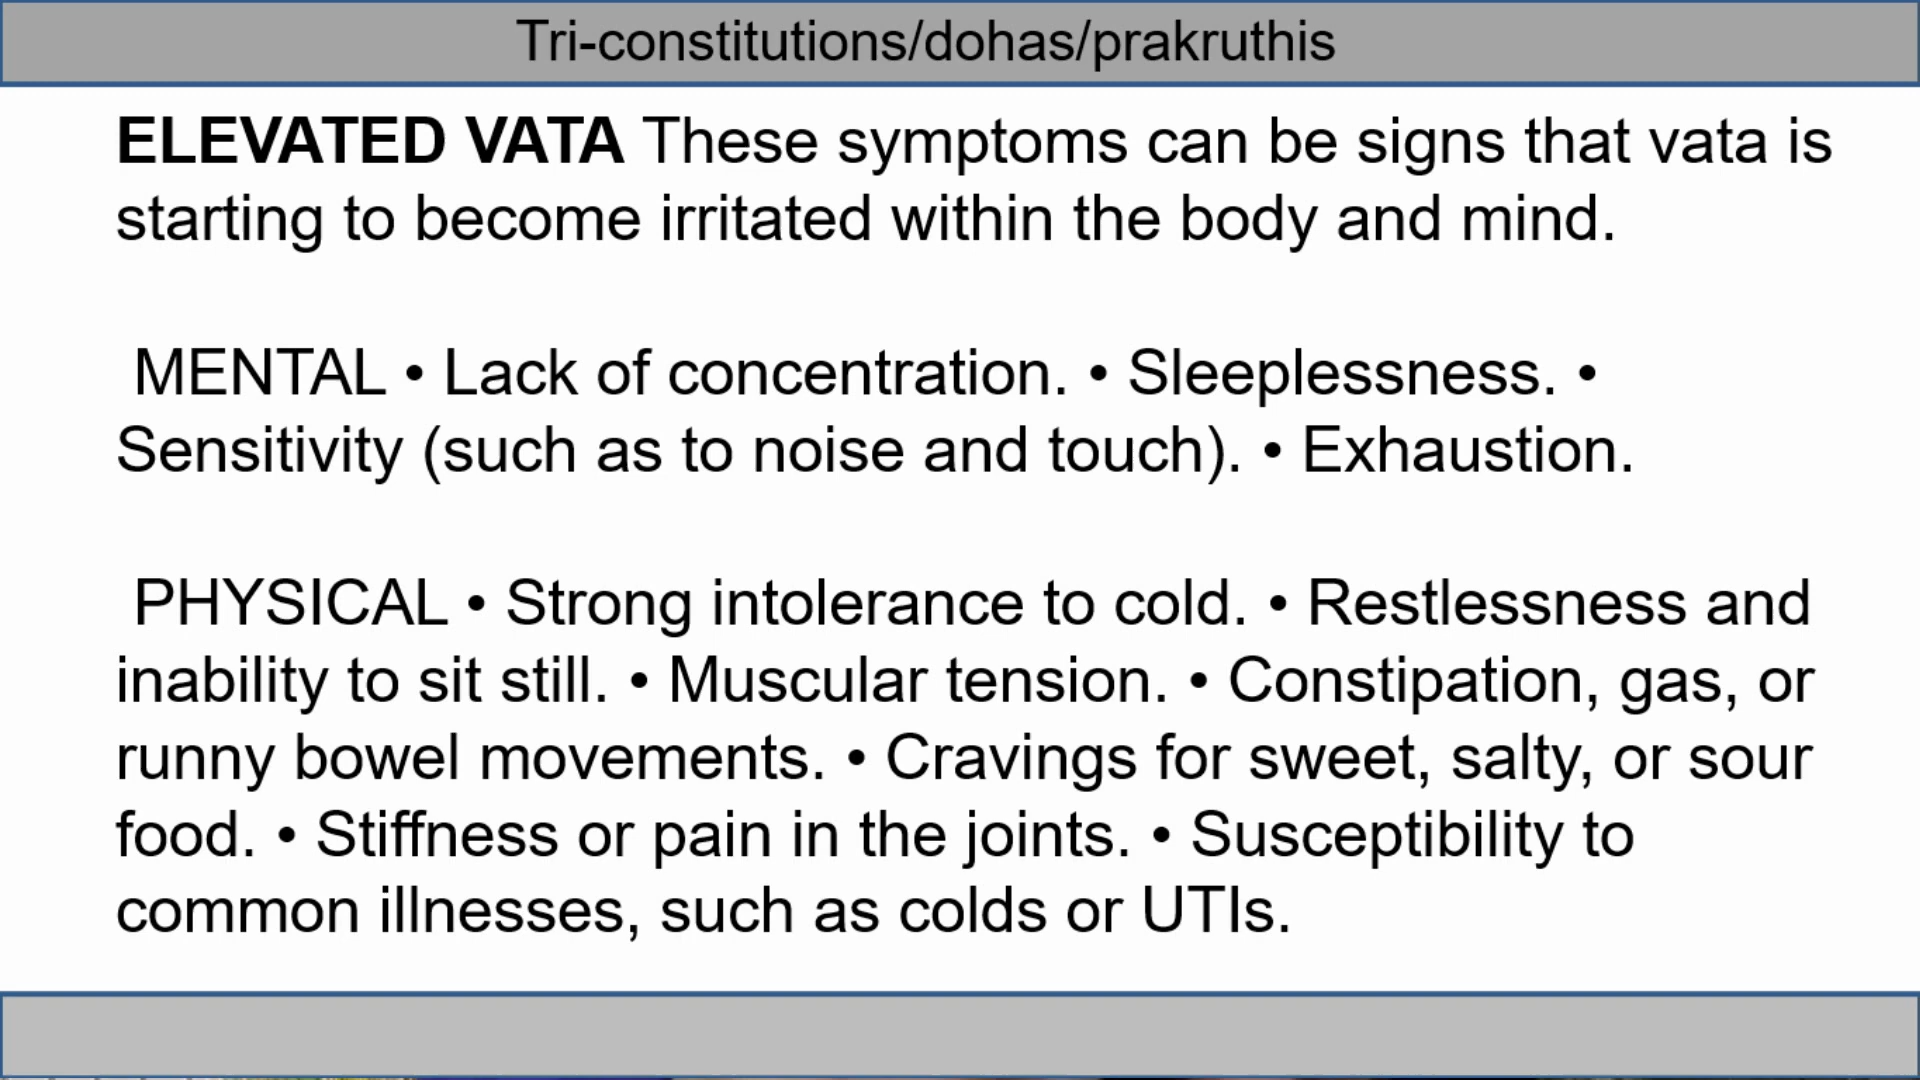 Tri-constitutions/dohas/prakruthis
ELEVATED VATA These symptoms can be signs that vata is
starting to become irritated within the body and mind.
MENTAL • Lack of concentration. • Sleeplessness. •
Sensitivity (such as to noise and touch). • Exhaustion.
PHYSICAL • Strong intolerance to cold. • Restlessness and
inability to sit still. • Muscular tension. • Constipation, gas, or
runny bowel movements. • Cravings for sweet, salty, or sour
food. • Stiffness or pain in the joints. • Susceptibility to
common illnesses, such as colds or UTIs.